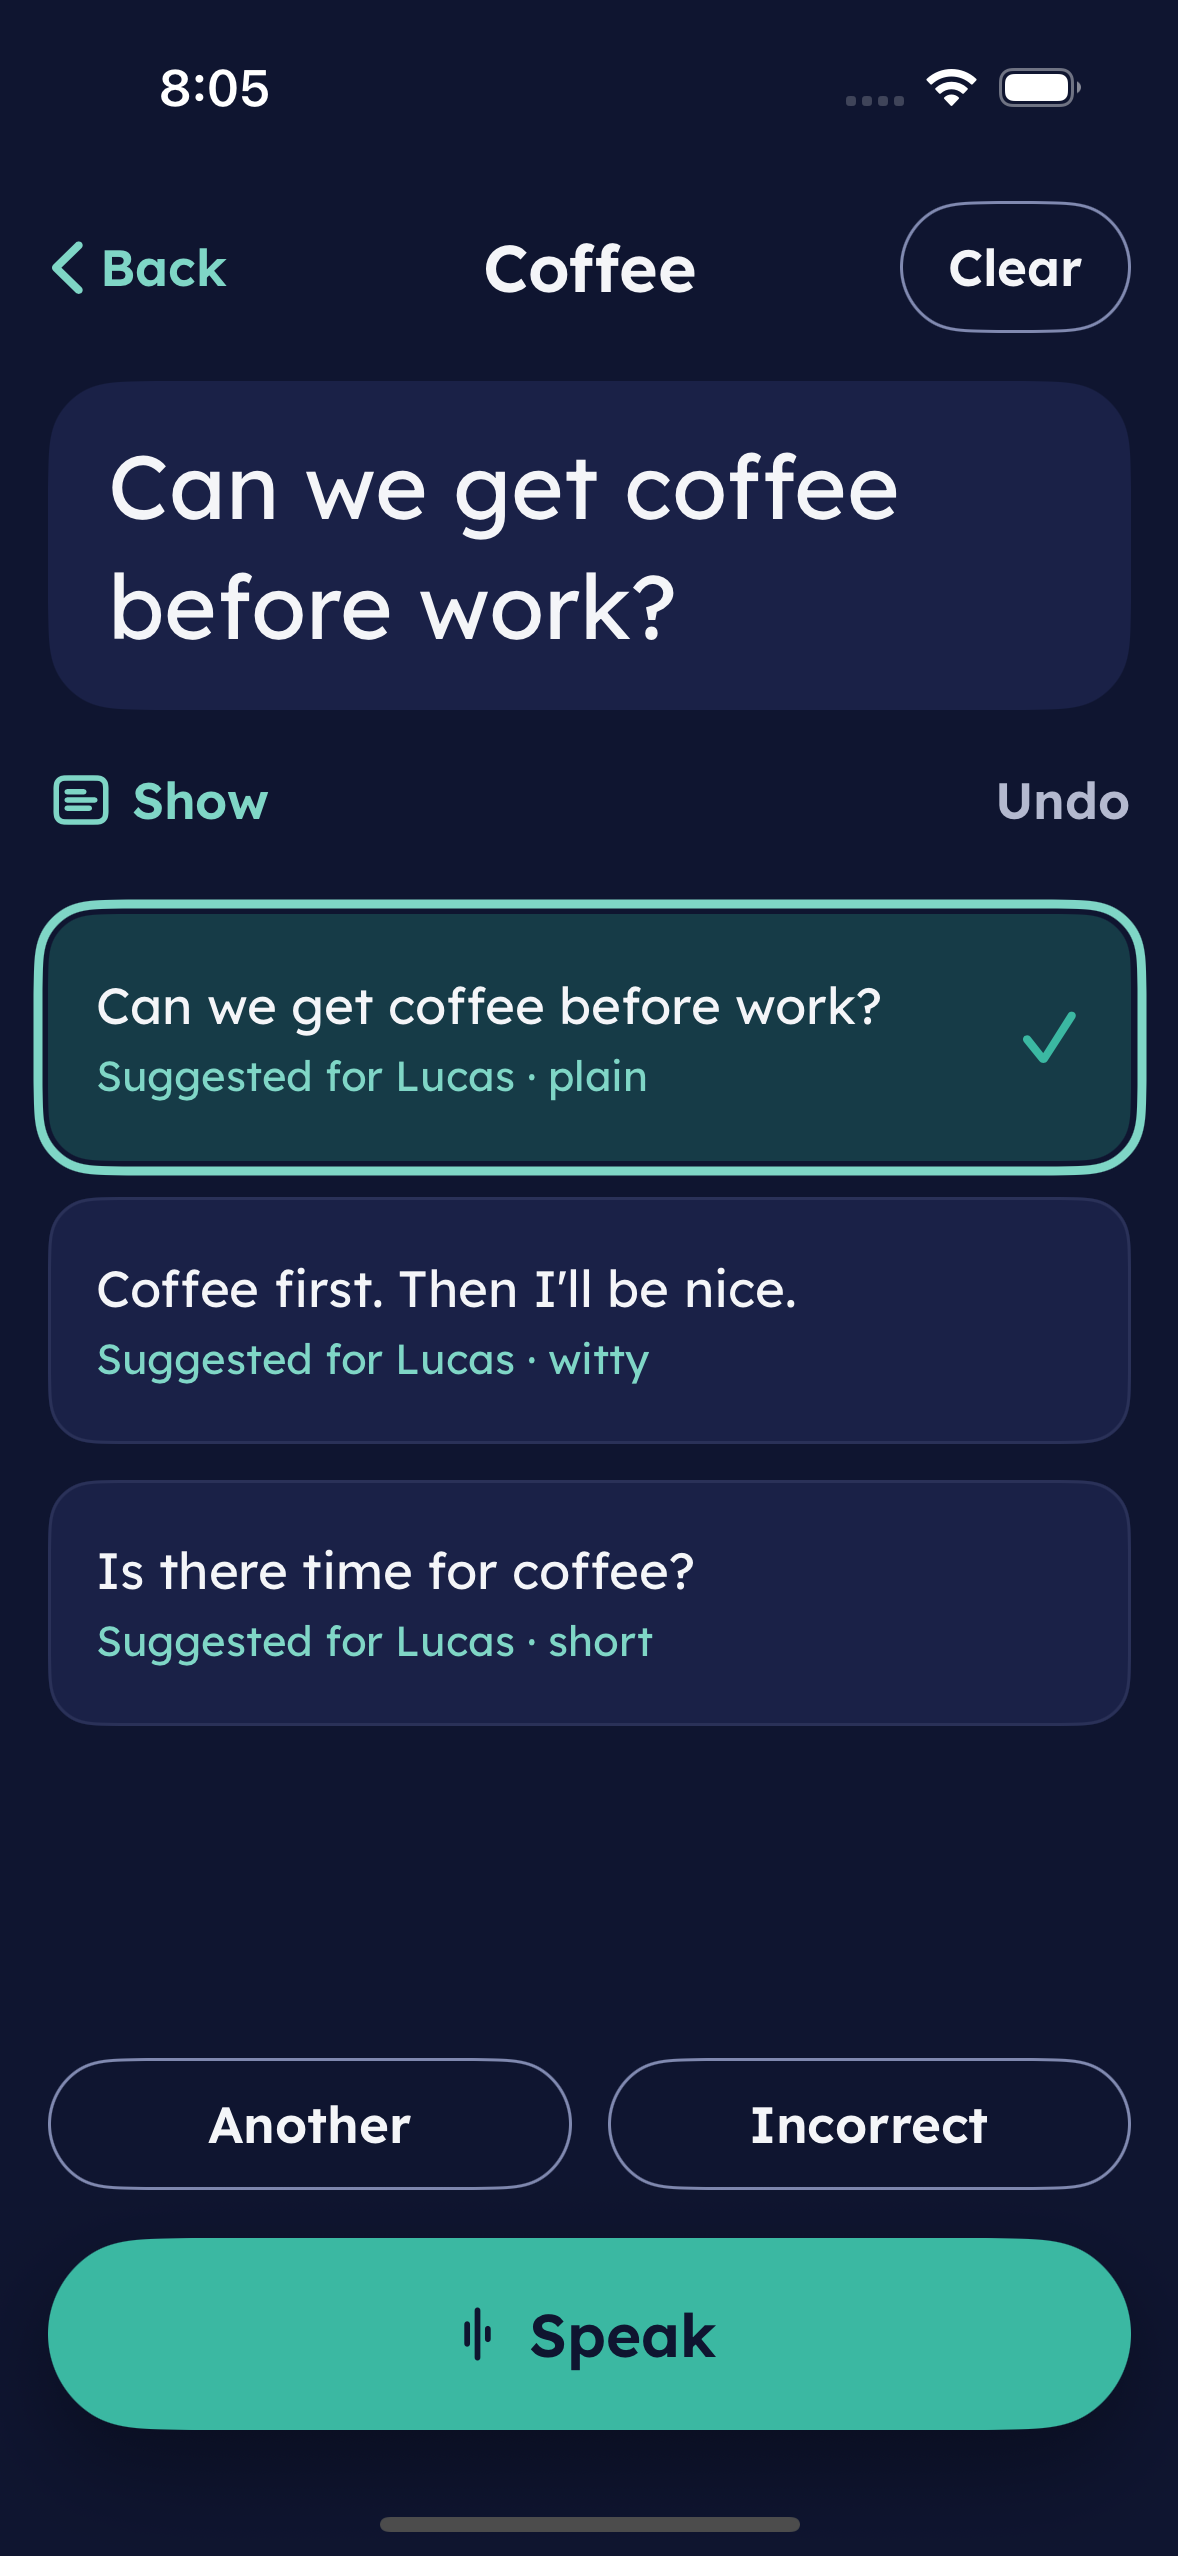 8:05
Back
Coffee
Clear
Can we get coffee
before work?
Show
Undo
Can we get coffee before work?
Suggested for Lucas · plain
Coffee first. Then I'll be nice.
Suggested for Lucas · witty
Is there time for coffee?
Suggested for Lucas · short
Another
Incorrect
Speak